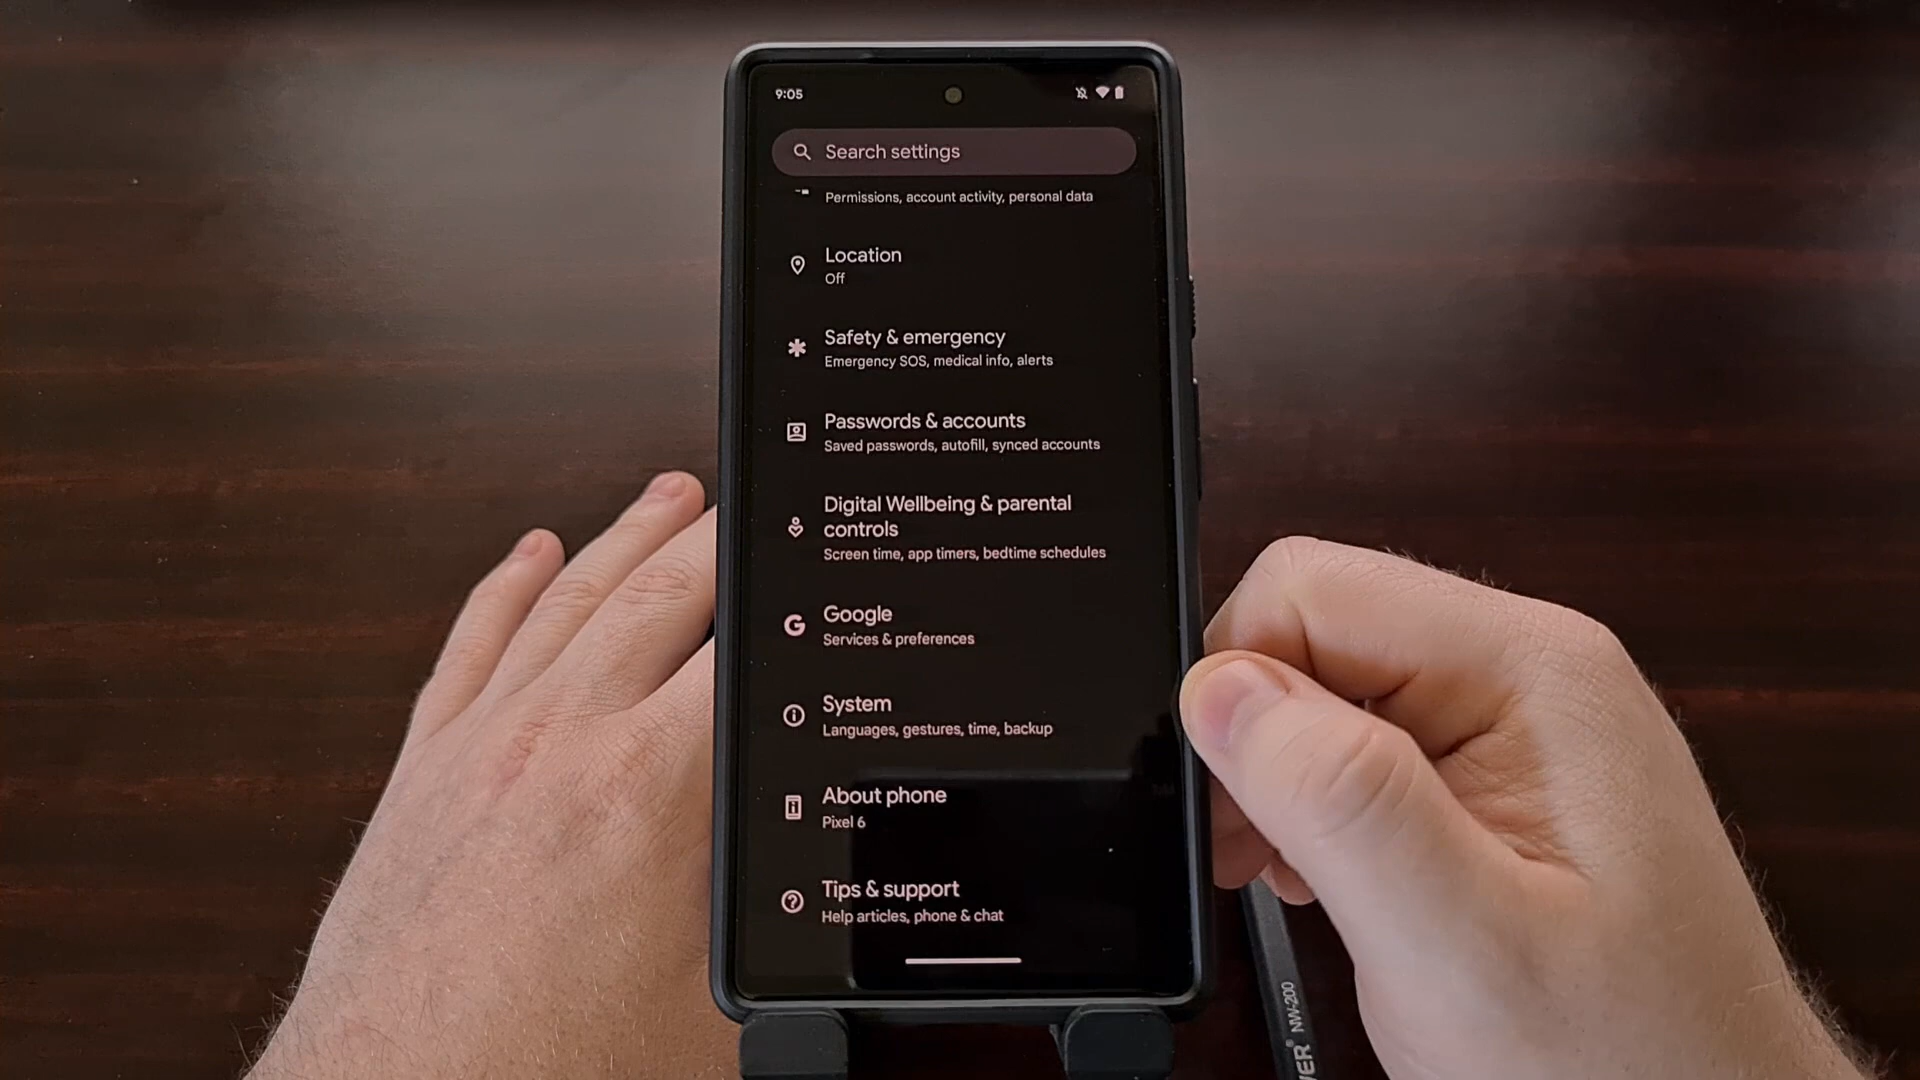 9:05
Search settings
Permissions, account activity, personal data
Location
Off
Safety & emergency
Emergency SOS, medical info, alerts
Passwords & accounts
Saved passwords, autofill, synced accounts
Digital Wellbeing & parental
controls
Screen time, app timers, bedtime schedules
Google
Services & preferences
System
Languages, gestures, time, backup
About phone
Pixel 6
Tips & support
Help articles, phone & chat
NW-200